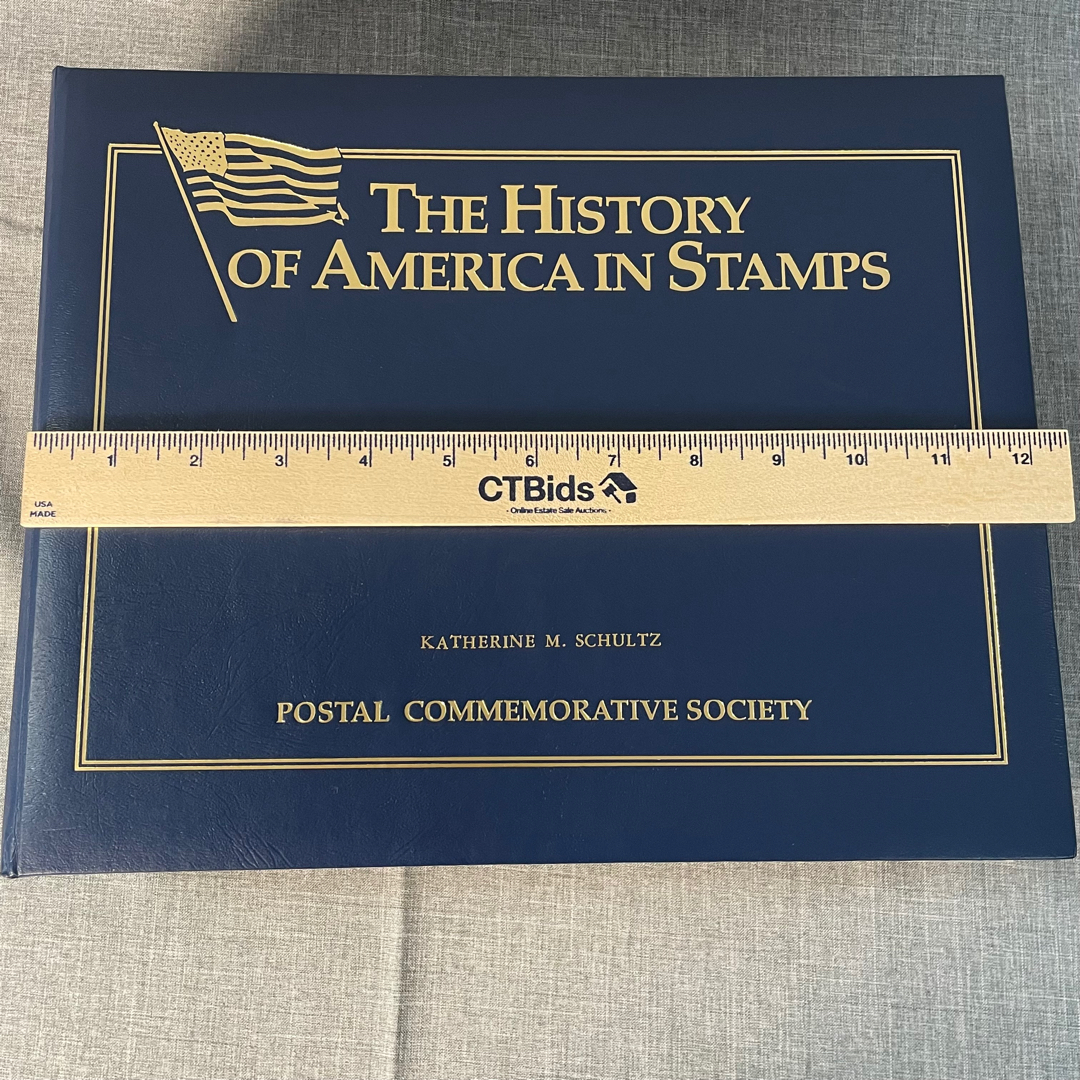 THE HISTORY
OF AMERICA IN STAMPS
1 2 3 4 5 6 7 8 9 10 11 12
CTBids
- Online Estate Sale Auctions -
USA
MADE
KATHERINE M. SCHULTZ
POSTAL COMMEMORATIVE SOCIETY